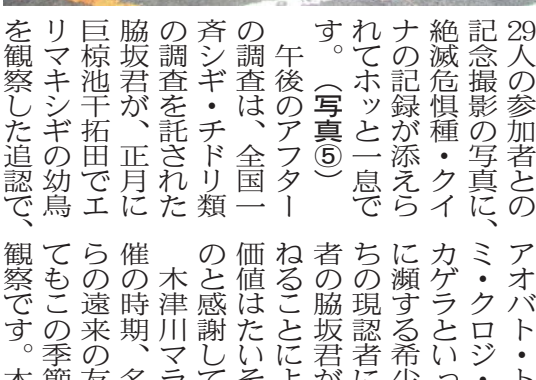 29人の参加者との
記念撮影の写真に、
絶滅危惧種・クイ
ナの記録が添えら
れてホッと一息で
す。（写真⑤）
午後のアフター
の調査は、全国一
斉シギ・チドリ類
の調査を託された
脇坂君が、正月に
巨椋池干拓田でエ
リマキシギの幼鳥
を観察した追認で、
アオバト・ト
ミ・クロジ・
カゲラといっ
に瀕する希少
ちの現認者に
者の脇坂君が
ねることによ
価値はたいそ
のと感謝して
木津川マラ
催の時期、名
らの遠来の友
てもこの季節
観察です。本